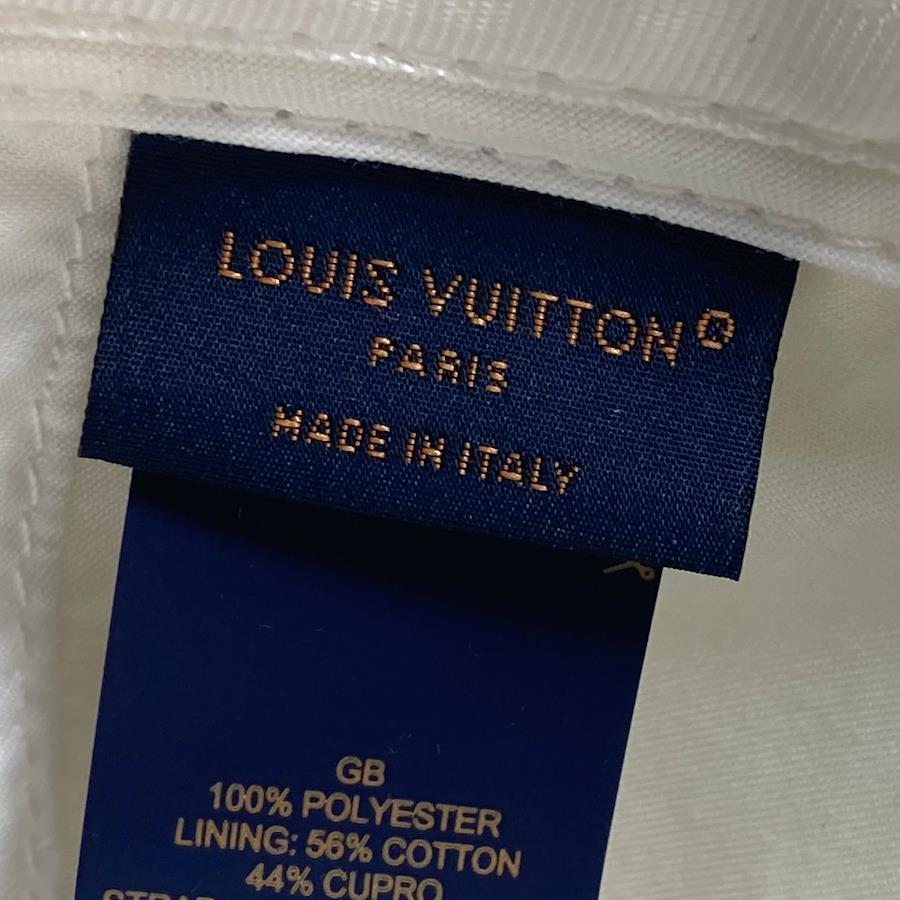 LOUIS VUITTON®
PARIS
MADE IN ITALY
GB
100% POLYESTER
LINING: 56% COTTON
44% CUPRO